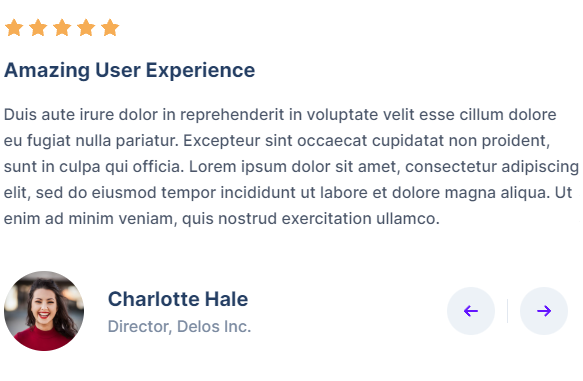 Amazing User Experience
Duis aute irure dolor in reprehenderit in voluptate velit esse cillum dolore
eu fugiat nulla pariatur. Excepteur sint occaecat cupidatat non proident,
sunt in culpa qui officia. Lorem ipsum dolor sit amet, consectetur adipiscing
elit, sed do eiusmod tempor incididunt ut labore et dolore magna aliqua. Ut
enim ad minim veniam, quis nostrud exercitation ullamco.
Charlotte Hale
Director, Delos Inc.